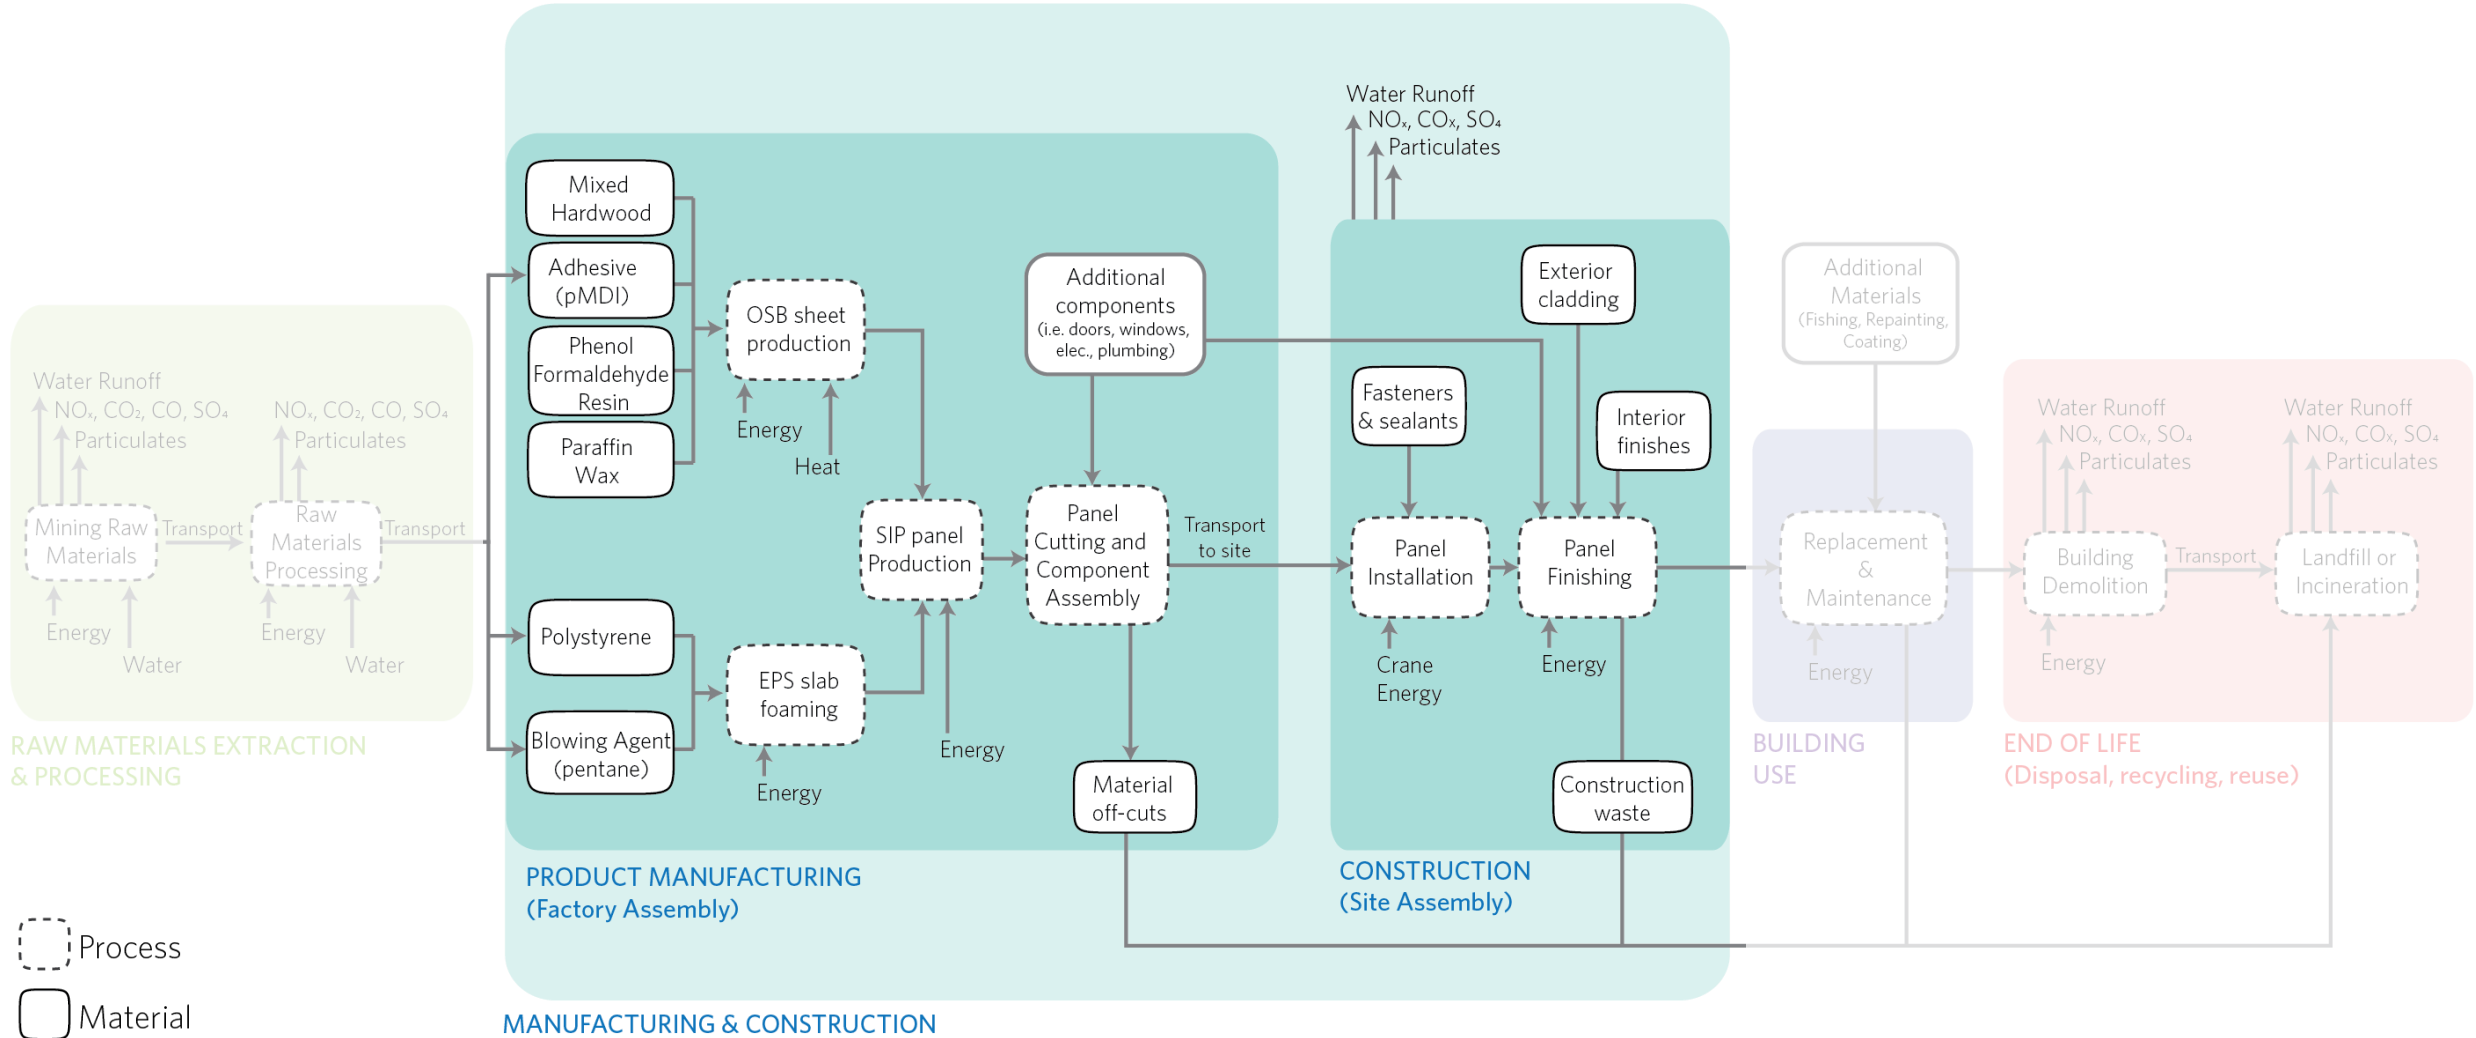 Water Runoff
NOₓ, CO₂, CO, SO₄
Particulates
NOₓ, CO₂, CO, SO₄
Particulates
Mining Raw
Materials
Transport
Raw
Materials
Processing
Transport
Energy
Water
Energy
Water
RAW MATERIALS EXTRACTION
& PROCESSING
Mixed
Hardwood
Adhesive
(pMDI)
Phenol
Formaldehyde
Resin
Paraffin
Wax
Polystyrene
Blowing Agent
(pentane)
OSB sheet
production
Energy
Heat
EPS slab
foaming
Energy
SIP panel
Production
Energy
Additional
components
(i.e. doors, windows,
elec., plumbing)
Panel
Cutting and
Component
Assembly
Material
off-cuts
Transport
to site
PRODUCT MANUFACTURING
(Factory Assembly)
Water Runoff
NOₓ, COₓ, SO₄
Particulates
Exterior
cladding
Fasteners
& sealants
Interior
finishes
Panel
Installation
Panel
Finishing
Crane
Energy
Energy
Construction
waste
CONSTRUCTION
(Site Assembly)
MANUFACTURING & CONSTRUCTION
Additional
Materials
(Fishing, Repainting,
Coating)
Replacement
&
Maintenance
Energy
BUILDING
USE
Water Runoff
NOₓ, COₓ, SO₄
Particulates
Building
Demolition
Energy
Transport
Water Runoff
NOₓ, COₓ, SO₄
Particulates
Landfill or
Incineration
END OF LIFE
(Disposal, recycling, reuse)
Process
Material